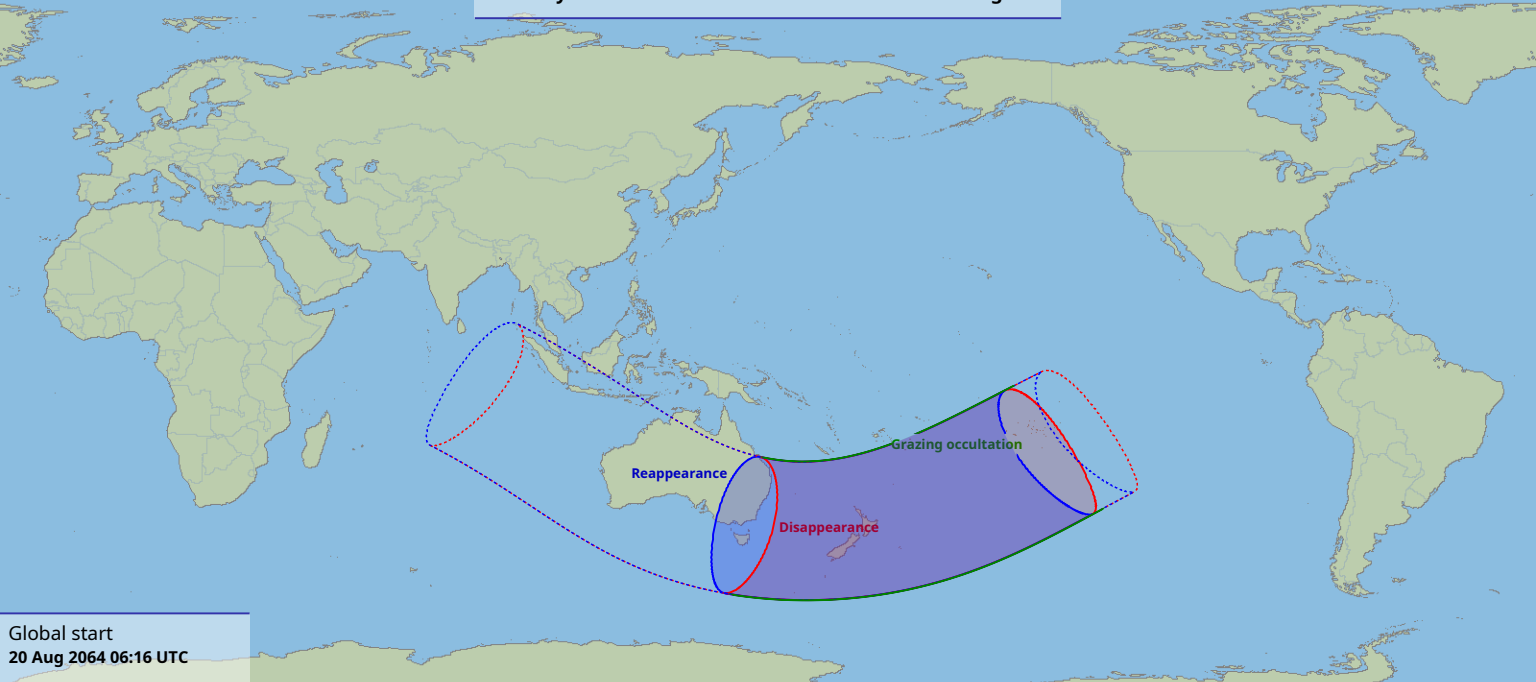 Grazing occultation
Reappearance
Disappearance
Global start
20 Aug 2064 06:16 UTC